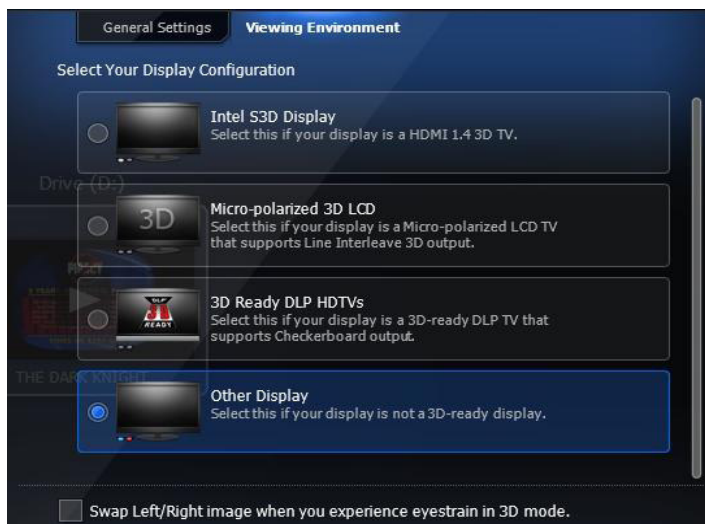 General Settings
Viewing Environment
Select Your Display Configuration
Intel S3D Display
Select this if your display is a HDMI 1.4 3D TV.
Drive (D:)
3D
Micro-polarized 3D LCD
Select this if your display is a Micro-polarized LCD TV
that supports Line Interleave 3D output.
DLP
3D
READY
3D Ready DLP HDTVs
Select this if your display is a 3D-ready DLP TV that
supports Checkerboard output.
THE DARK KNIGHT
Other Display
Select this if your display is not a 3D-ready display.
Swap Left/Right image when you experience eyestrain in 3D mode.